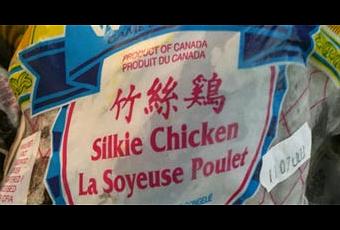 PRODUCT OF CANADA
PRODUIT DU CANADA
竹絲鷄
Silkie Chicken
La Soyeuse Poulet